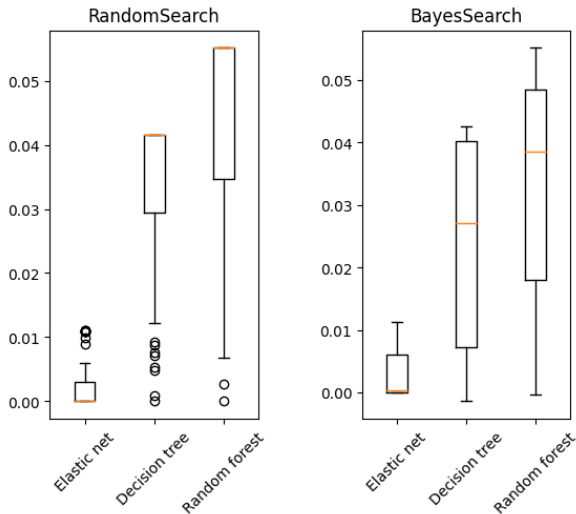 RandomSearch
0.05
0.04
0.03
0.02
0.01
0.00
Elastic net
Decision tree
Random forest
BayesSearch
0.05
0.04
0.03
0.02
0.01
0.00
Elastic net
Decision tree
Random forest